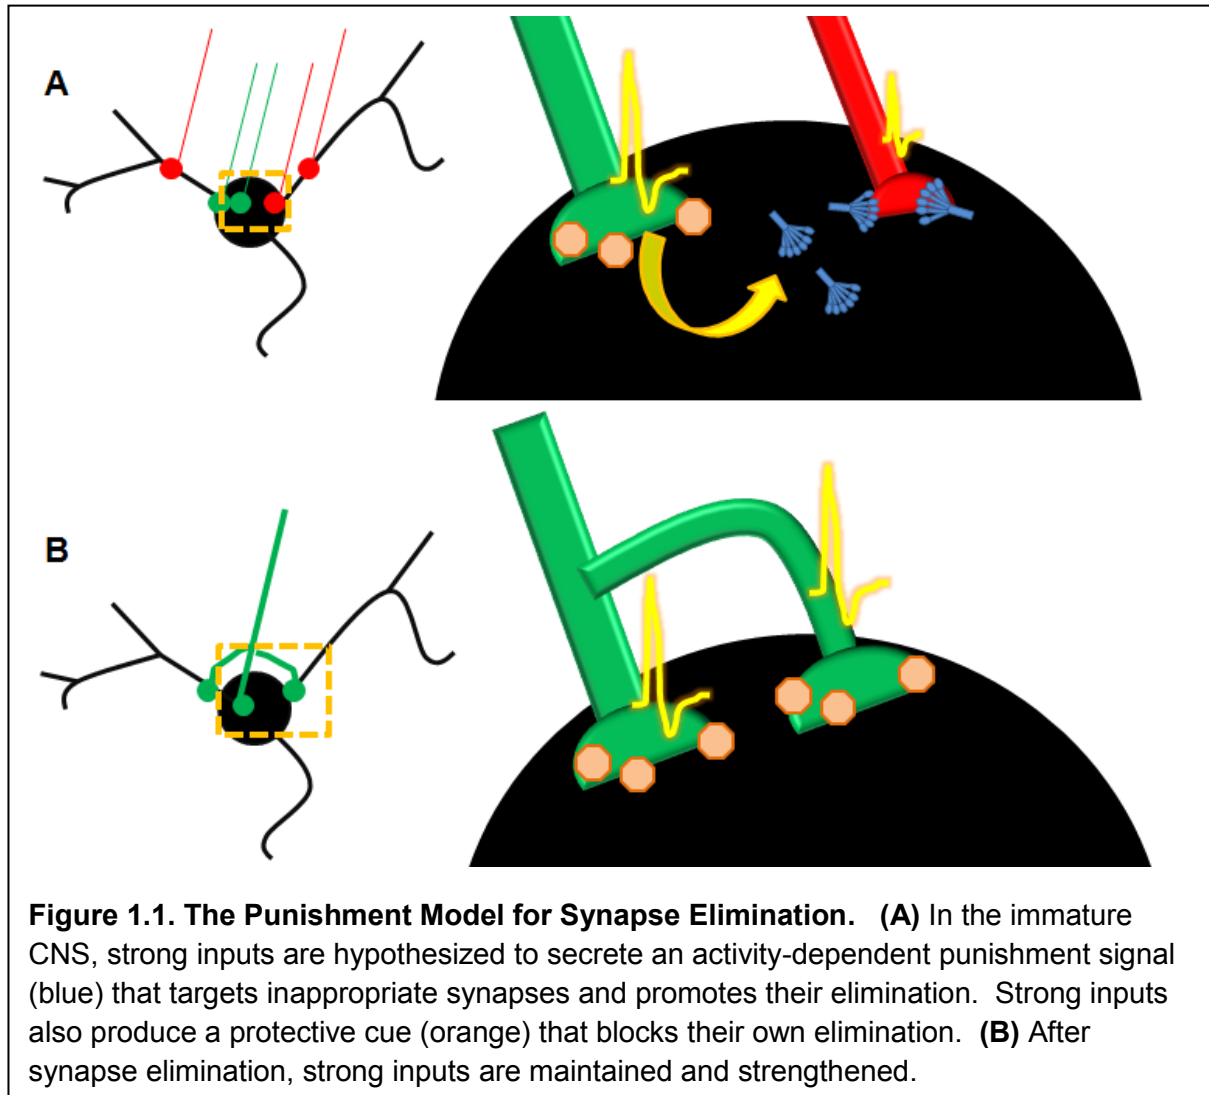 A
B
Figure 1.1. The Punishment Model for Synapse Elimination. (A) In the immature
CNS, strong inputs are hypothesized to secrete an activity-dependent punishment signal
(blue) that targets inappropriate synapses and promotes their elimination. Strong inputs
also produce a protective cue (orange) that blocks their own elimination. (B) After
synapse elimination, strong inputs are maintained and strengthened.